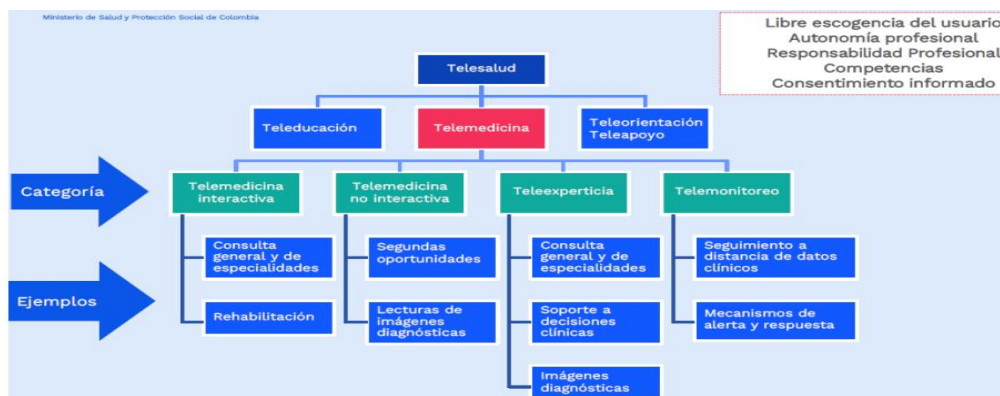 Ministerio de Salud y Protección Social de Colombia
Libre escogencia del usuario
Autonomía profesional
Responsabilidad Profesional
Competencias
Consentimiento informado
Telesalud
Teleducación
Telemedicina
Teleorientación
Teleapoyo
Categoría
Telemedicina
interactiva
Telemedicina
no interactiva
Teleexperticia
Telemonitoreo
Ejemplos
Consulta
general y de
especialidades
Rehabilitación
Segundas
oportunidades
Lecturas de
imágenes
diagnósticas
Consulta
general y de
especialidades
Soporte a
decisiones
clínicas
Imágenes
diagnósticas
Seguimiento a
distancia de datos
clínicos
Mecanismos de
alerta y respuesta